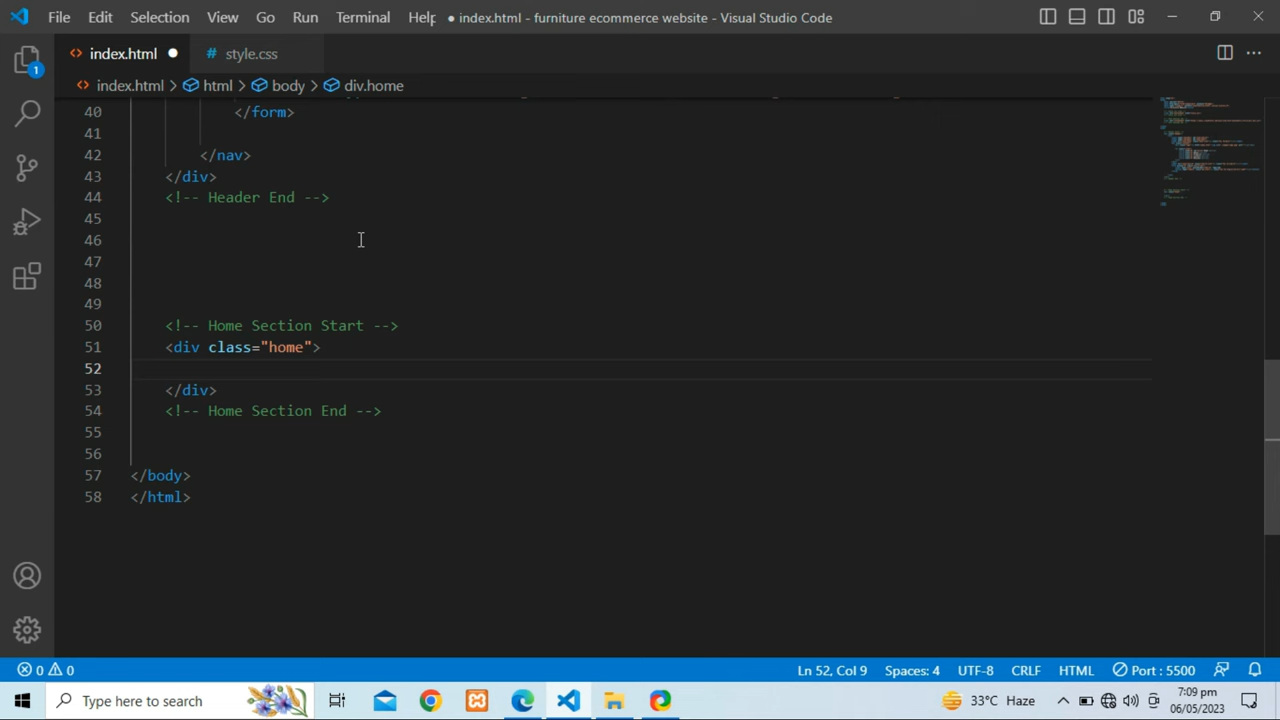 File Edit Selection View Go Run Terminal Help ● index.html - furniture ecommerce website - Visual Studio Code
<> index.html ● # style.css
<> index.html > html > body > div.home
1
40 </form>
41
42 </nav>
43 </div>
44 <!-- Header End -->
45
46
47
48
49
50 <!-- Home Section Start -->
51 <div class="home">
52
53 </div>
54 <!-- Home Section End -->
55
56
57 </body>
58 </html>
0 0 Ln 52, Col 9 Spaces: 4 UTF-8 CRLF HTML Port : 5500
Type here to search 33°C Haze 7:09 pm
06/05/2023